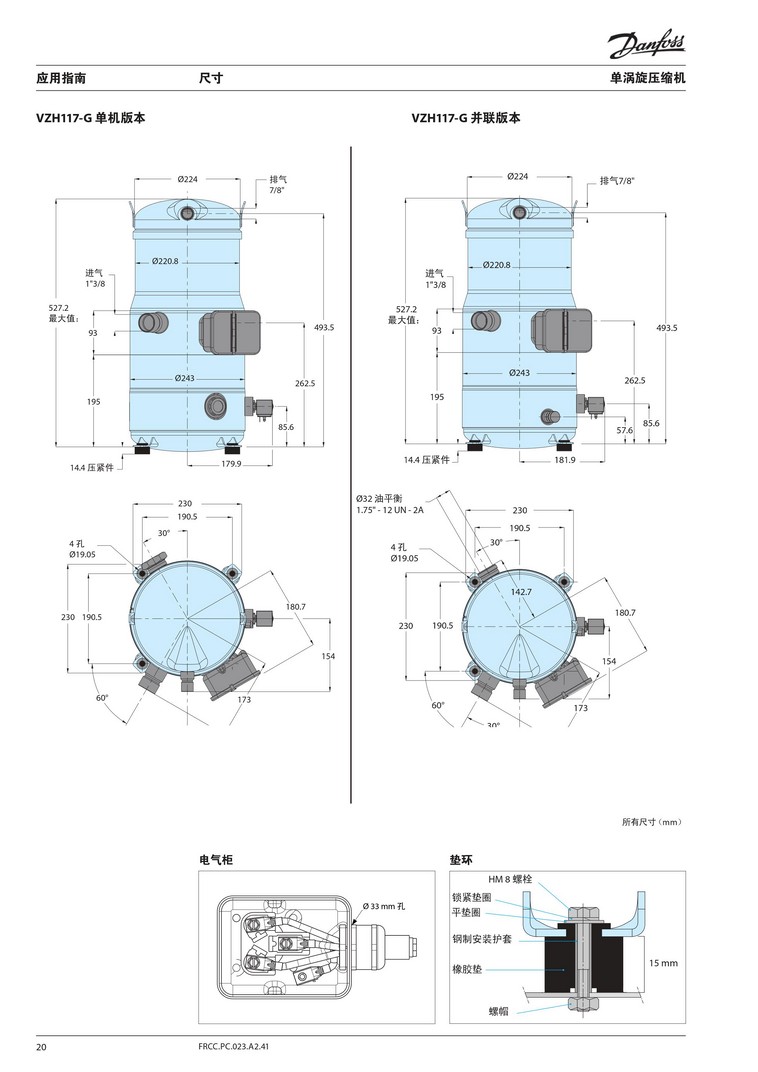 Danfoss
应用指南
尺寸
单涡旋压缩机
VZH117-G 单机版本
VZH117-G 并联版本
Ø224
排气
7/8"
Ø220.8
进气
1"3/8
527.2
最大值:
93
493.5
Ø243
262.5
195
85.6
14.4 压紧件
179.9
Ø224
排气7/8"
Ø220.8
进气
1"3/8
527.2
最大值:
93
493.5
Ø243
262.5
195
57.6
85.6
14.4 压紧件
181.9
230
190.5
30°
4 孔
Ø19.05
230
190.5
180.7
154
60°
173
Ø32 油平衡
1.75" - 12 UN - 2A
230
190.5
30°
4 孔
Ø19.05
142.7
180.7
230
190.5
154
60°
173
30°
所有尺寸（mm）
电气柜
垫环
Ø 33 mm 孔
HM 8 螺栓
锁紧垫圈
平垫圈
钢制安装护套
橡胶垫
15 mm
螺帽
20
FRCC.PC.023.A2.41